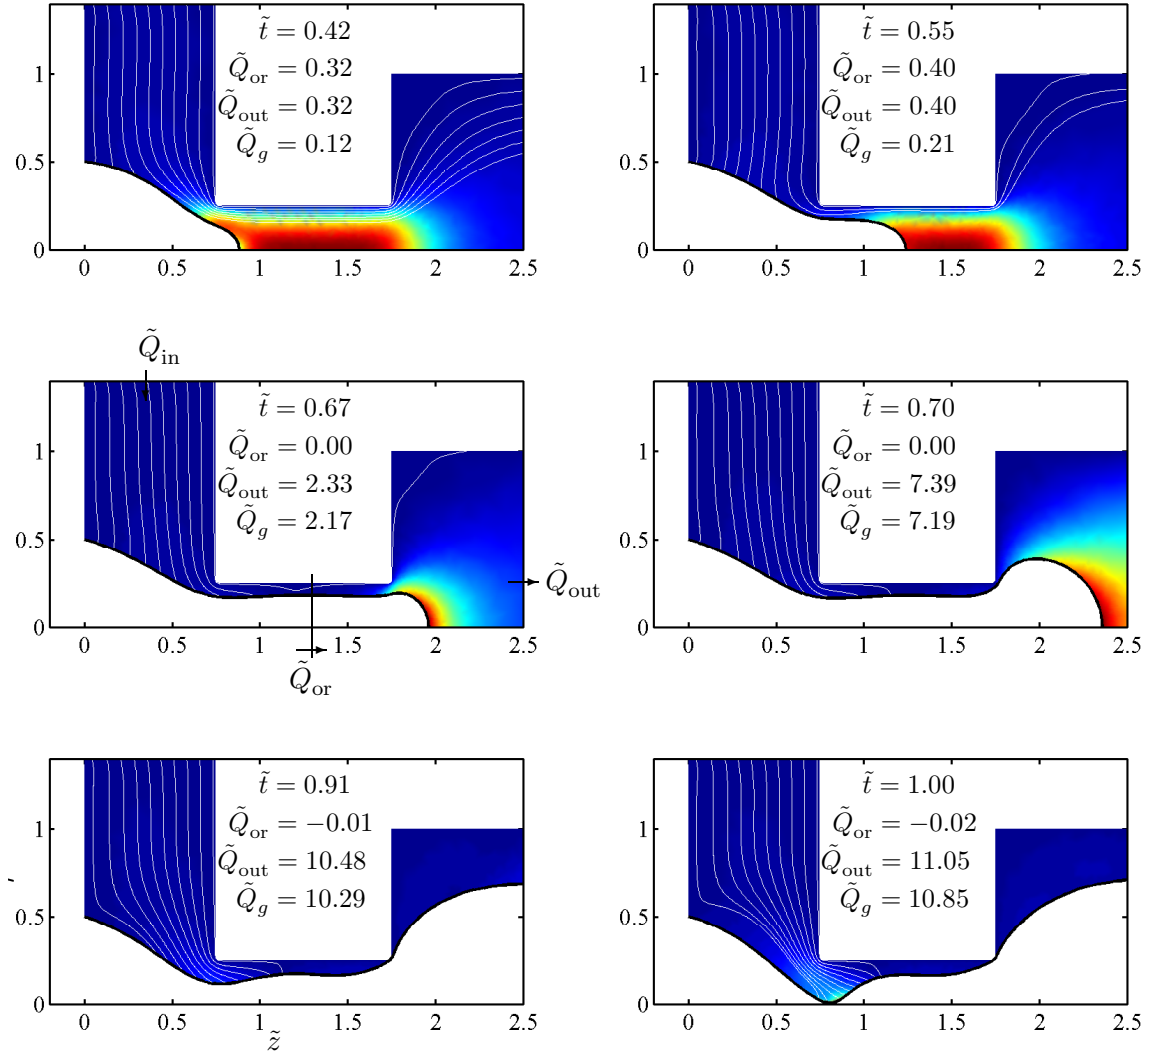 t̃ = 0.42
Q̃or = 0.32
Q̃out = 0.32
Q̃g = 0.12
1
0.5
0
0 0.5 1 1.5 2 2.5
t̃ = 0.55
Q̃or = 0.40
Q̃out = 0.40
Q̃g = 0.21
1
0.5
0
0 0.5 1 1.5 2 2.5
Q̃in
t̃ = 0.67
Q̃or = 0.00
Q̃out = 2.33
Q̃g = 2.17
1
0.5
0
0 0.5 1 1.5 2 2.5
Q̃or
Q̃out
t̃ = 0.70
Q̃or = 0.00
Q̃out = 7.39
Q̃g = 7.19
1
0.5
0
0 0.5 1 1.5 2 2.5
t̃ = 0.91
Q̃or = −0.01
Q̃out = 10.48
Q̃g = 10.29
1
0.5
0
0 0.5 1 1.5 2 2.5
z̃
t̃ = 1.00
Q̃or = −0.02
Q̃out = 11.05
Q̃g = 10.85
1
0.5
0
0 0.5 1 1.5 2 2.5